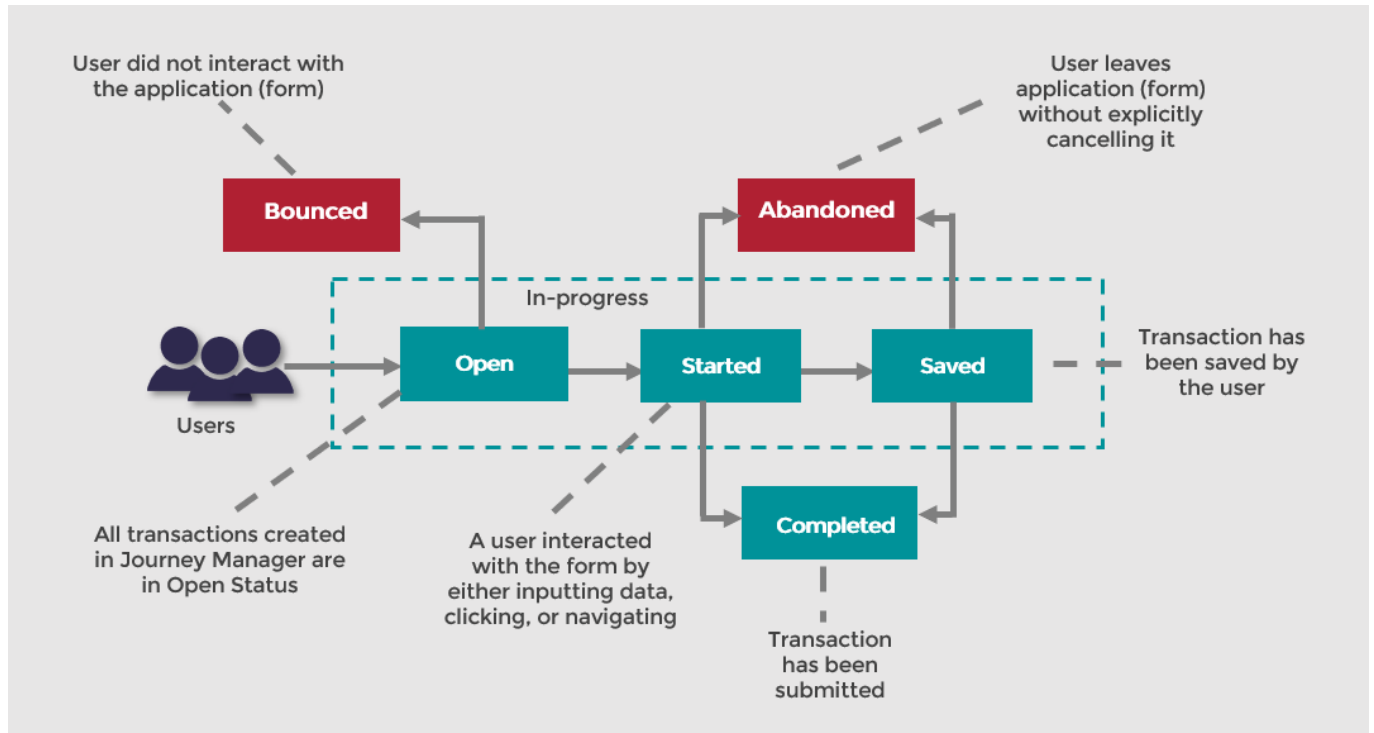 User did not interact with
the application (form)
User leaves
application (form)
without explicitly
cancelling it
Bounced
Abandoned
In-progress
Users
Open
Started
Saved
Transaction has
been saved by
the user
All transactions created
in Journey Manager are
in Open Status
A user interacted
with the form by
either inputting data,
clicking, or navigating
Completed
Transaction
has been
submitted